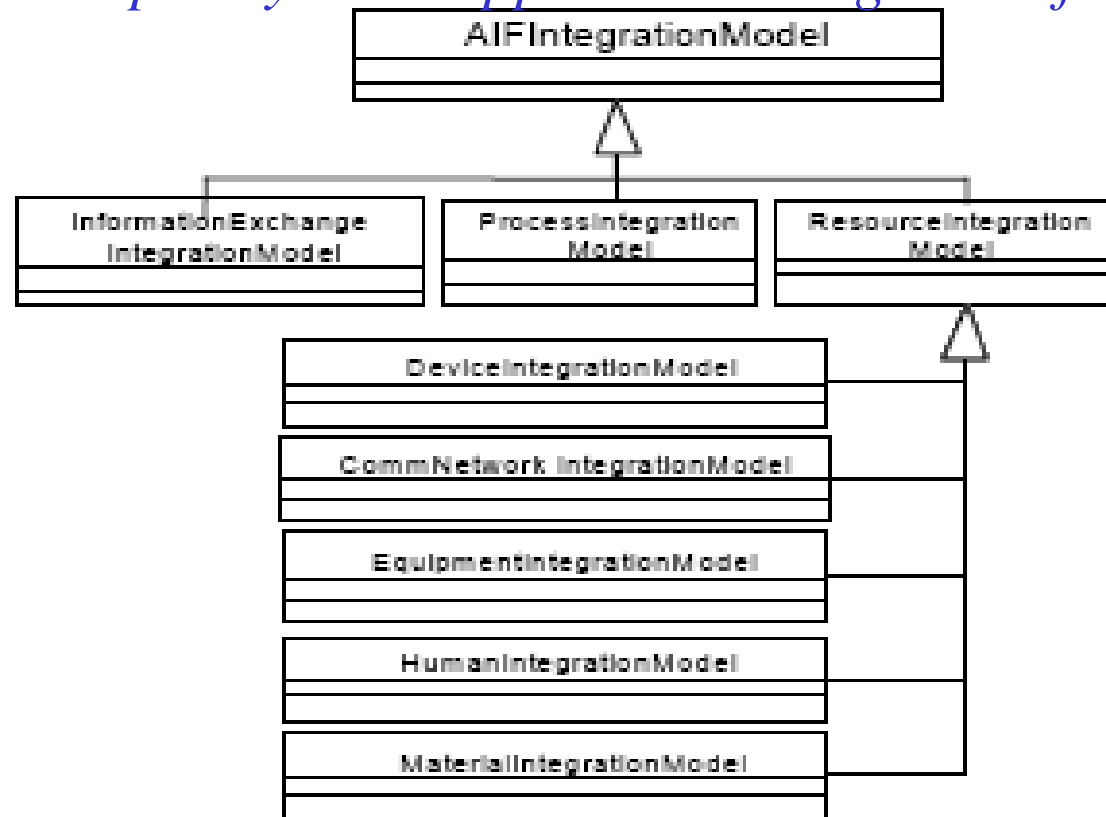 AIFIntegrationModel
InformationExchange
IntegrationModel
ProcessIntegration
Model
ResourceIntegration
Model
DeviceIntegrationModel
CommNetwork IntegrationModel
EquipmentIntegrationModel
HumanIntegrationModel
MaterialIntegrationModel